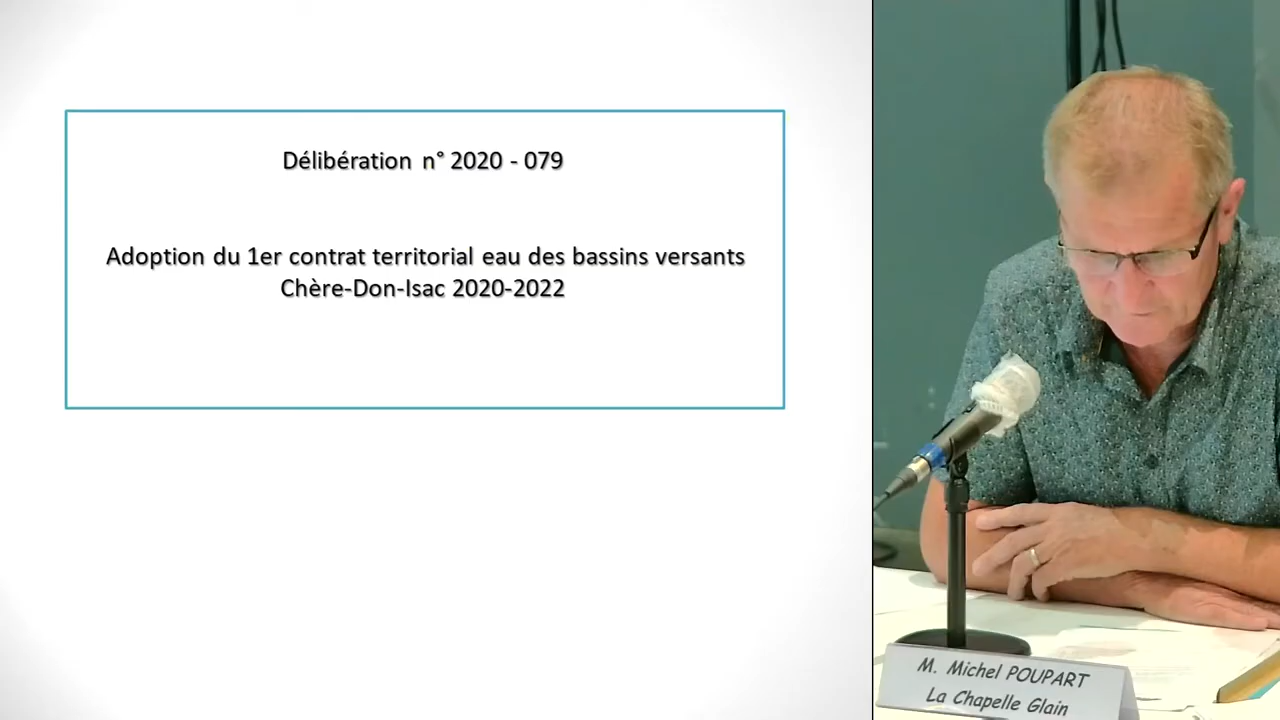 Délibération n° 2020 - 079
Adoption du 1er contrat territorial eau des bassins versants
Chère-Don-Isac 2020-2022
M. Michel POUPART
La Chapelle Glain